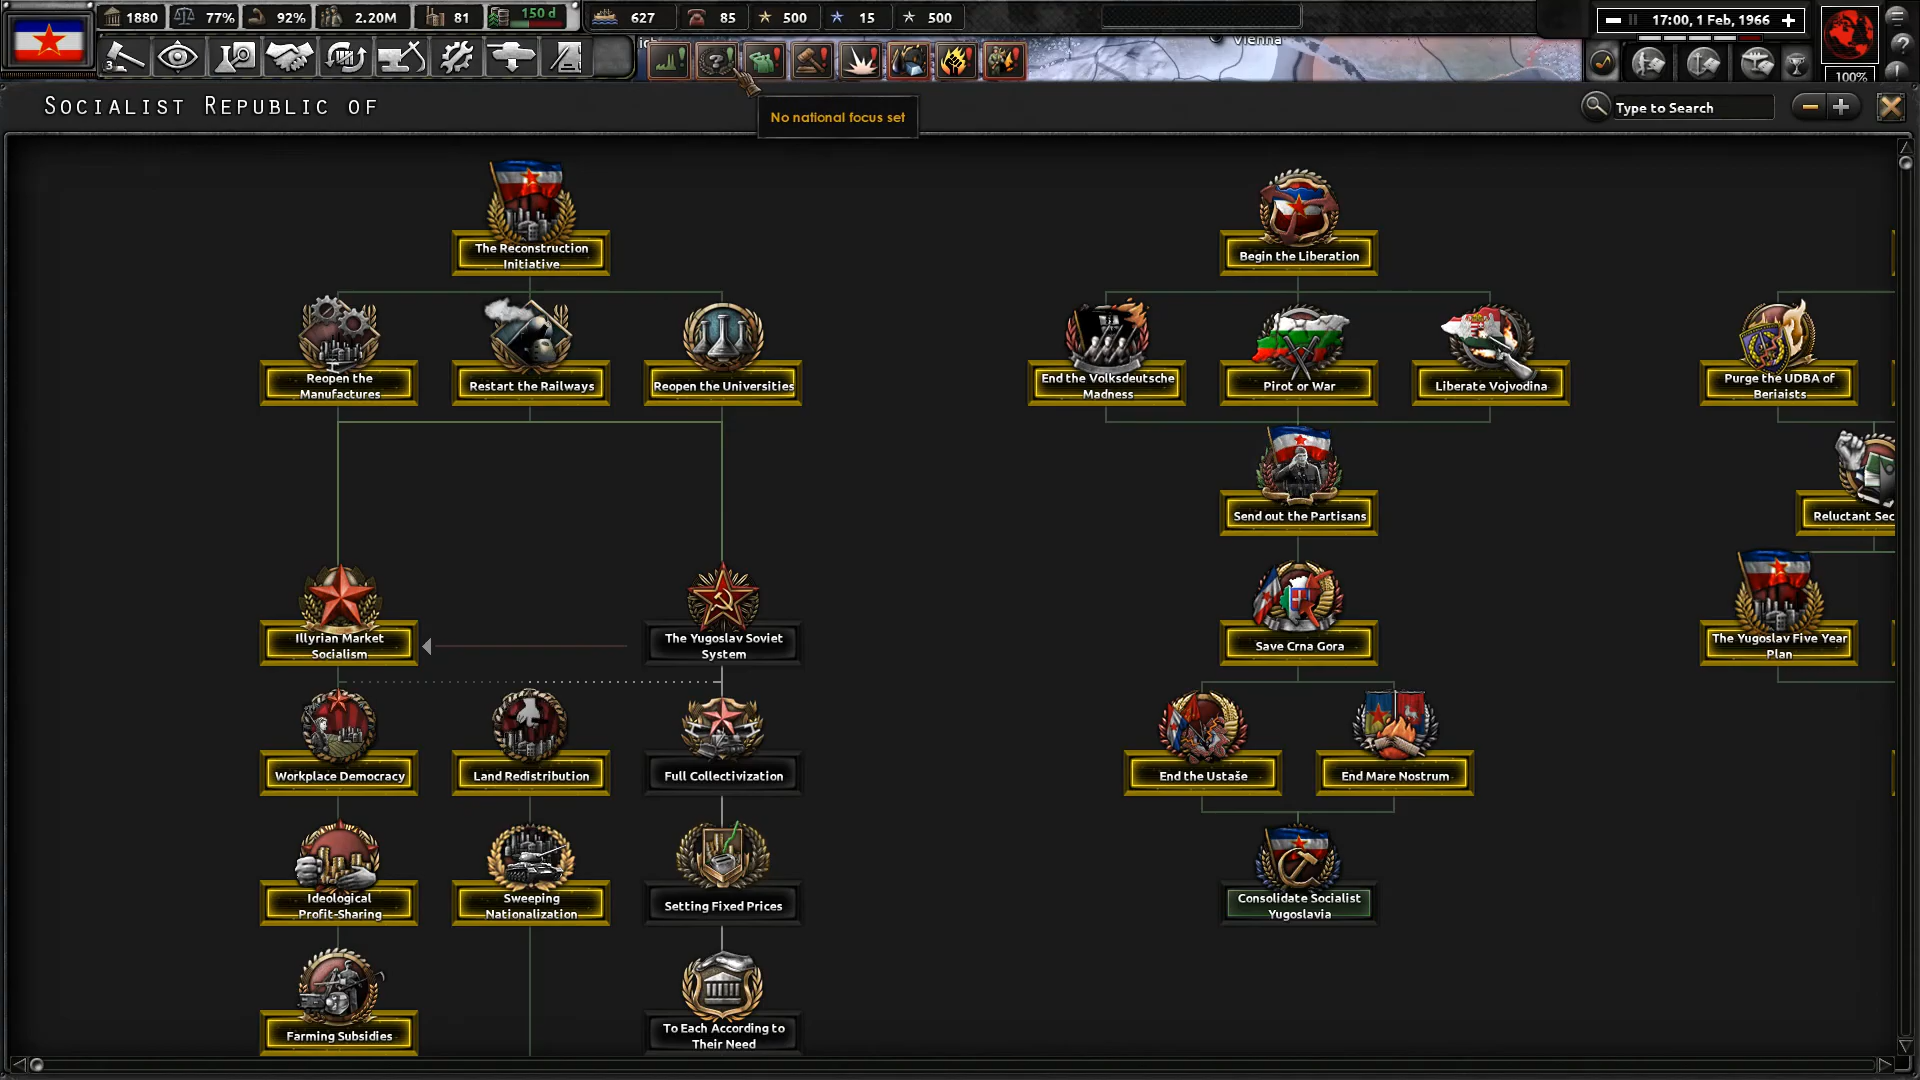 1880
77%
92%
2.20M
81
150 d
627
85
500
15
500
17:00, 1 Feb, 1966
3
Vienna
100%
Socialist Republic of
Type to Search
No national focus set
The Reconstruction
Initiative
Begin the Liberation
Reopen the
Manufactures
Restart the Railways
Reopen the Universities
End the Volksdeutsche
Madness
Pirot or War
Liberate Vojvodina
Purge the UDBA of
Beriaists
Send out the Partisans
Reluctant Sec
Illyrian Market
Socialism
The Yugoslav Soviet
System
Save Crna Gora
The Yugoslav Five Year
Plan
Workplace Democracy
Land Redistribution
Full Collectivization
End the Ustaše
End Mare Nostrum
Ideological
Profit-Sharing
Sweeping
Nationalization
Setting Fixed Prices
Consolidate Socialist
Yugoslavia
Farming Subsidies
To Each According to
Their Need